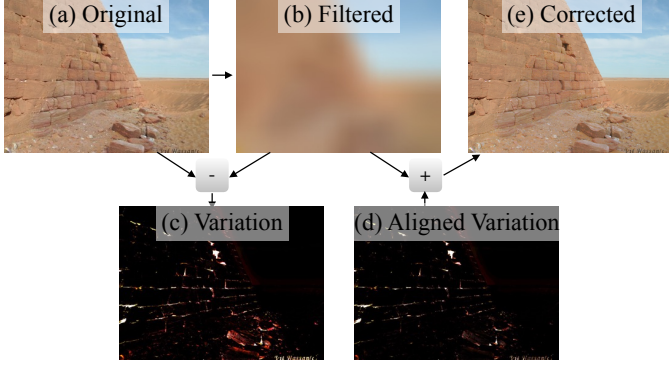 (a) Original
(b) Filtered
(e) Corrected
-
+
(c) Variation
(d) Aligned Variation